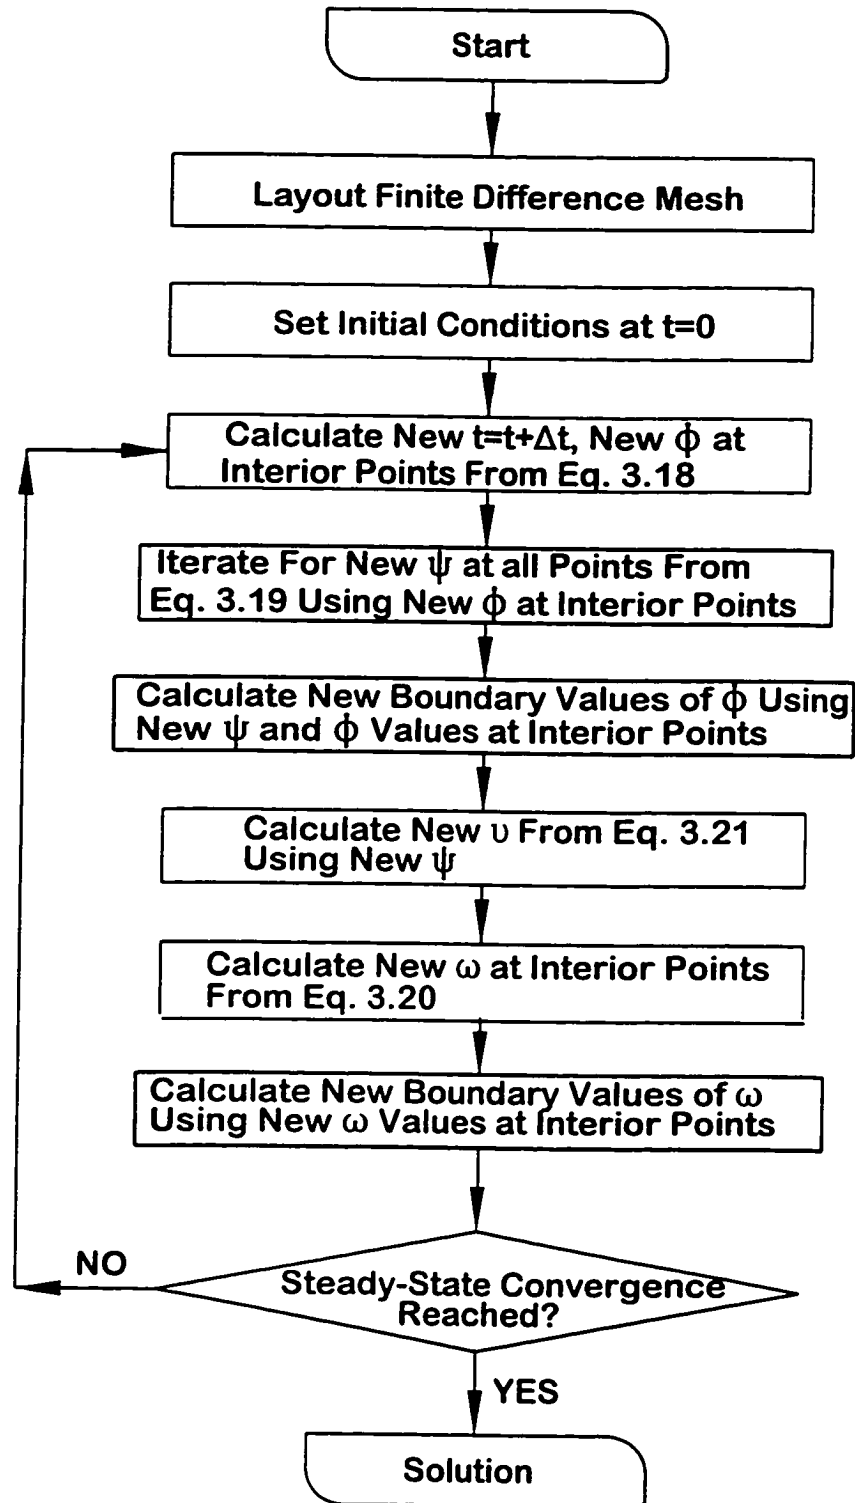 Start
Layout Finite Difference Mesh
Set Initial Conditions at t=0
Calculate New t=t+Δt, New ϕ at
Interior Points From Eq. 3.18
Iterate For New ψ at all Points From
Eq. 3.19 Using New ϕ at Interior Points
Calculate New Boundary Values of ϕ Using
New ψ and ϕ Values at Interior Points
Calculate New υ From Eq. 3.21
Using New ψ
Calculate New ω at Interior Points
From Eq. 3.20
Calculate New Boundary Values of ω
Using New ω Values at Interior Points
NO
Steady-State Convergence
Reached?
YES
Solution